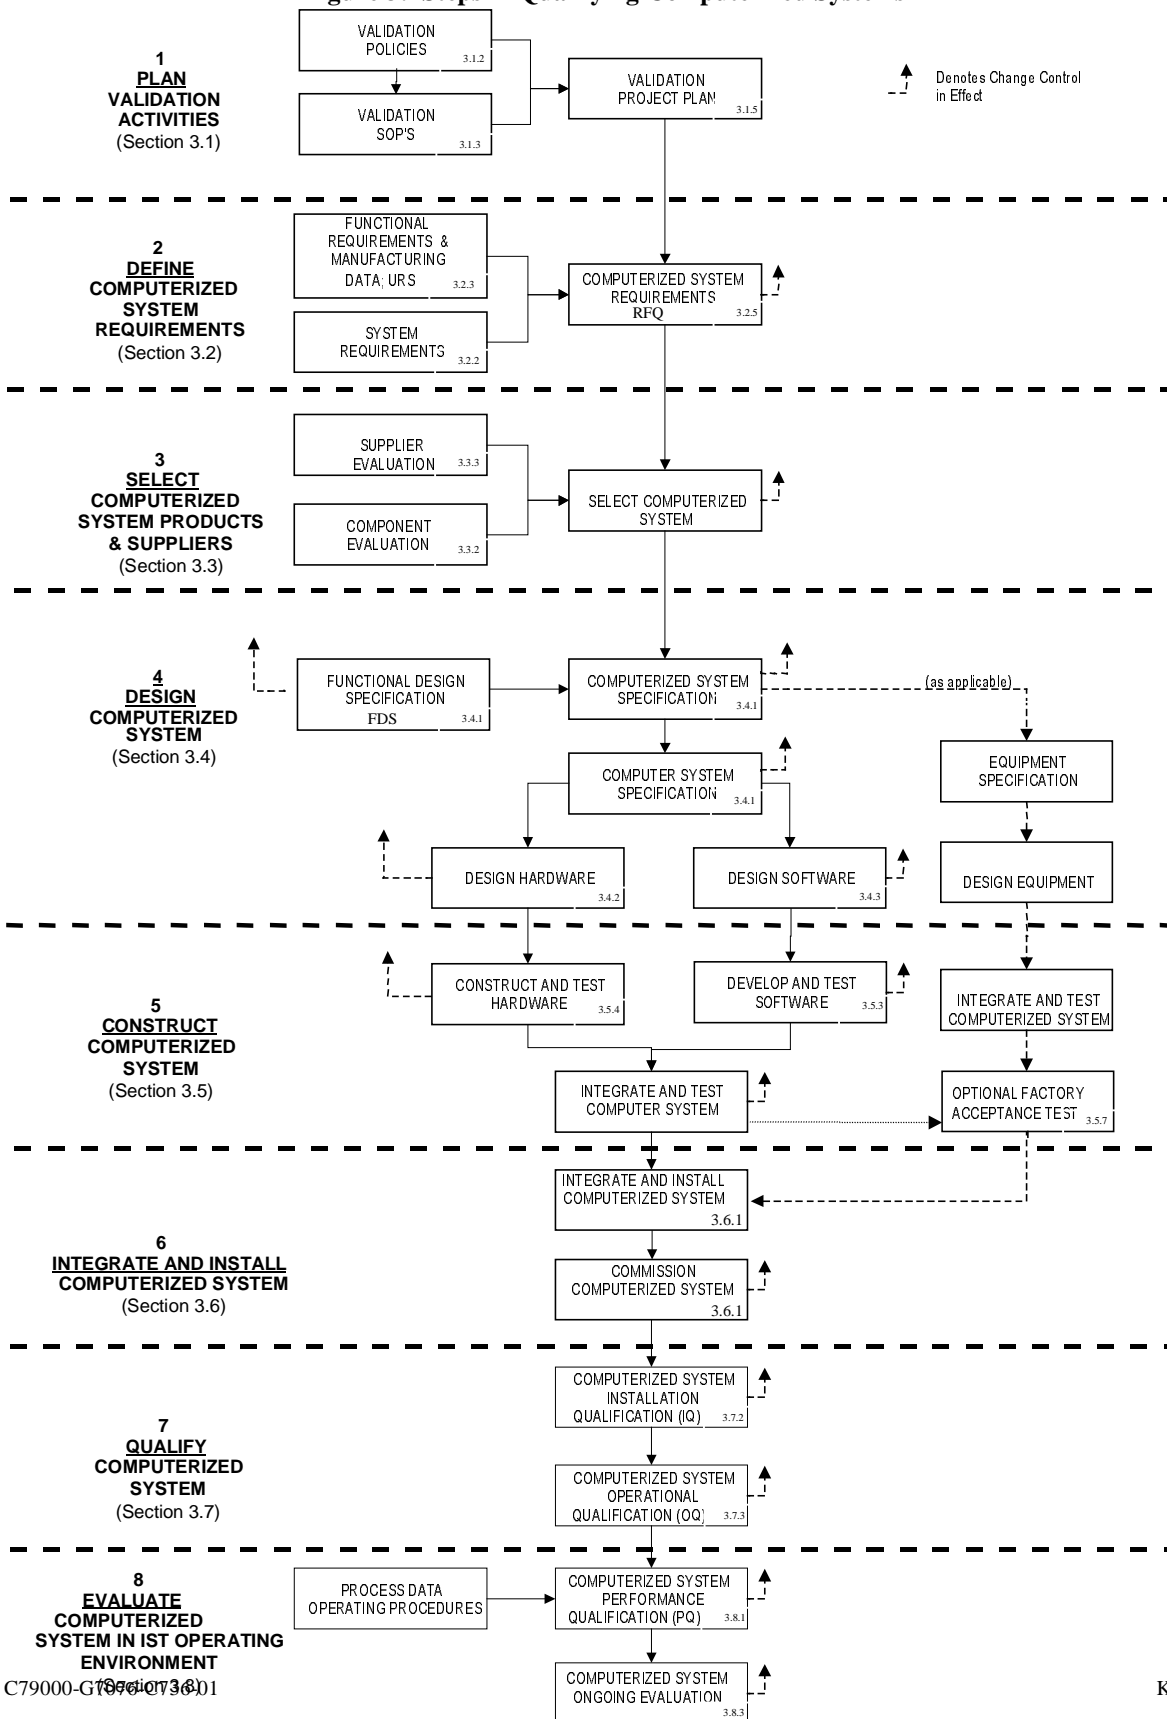 1
PLAN
VALIDATION
ACTIVITIES
(Section 3.1)
VALIDATION
POLICIES
3.1.2
VALIDATION
SOP'S
3.1.3
VALIDATION
PROJECT PLAN
3.1.5
Denotes Change Control
in Effect
2
DEFINE
COMPUTERIZED
SYSTEM
REQUIREMENTS
(Section 3.2)
FUNCTIONAL
REQUIREMENTS &
MANUFACTURING
DATA; URS
3.2.3
SYSTEM
REQUIREMENTS
3.2.2
COMPUTERIZED SYSTEM
REQUIREMENTS
RFQ
3.2.5
3
SELECT
COMPUTERIZED
SYSTEM PRODUCTS
& SUPPLIERS
(Section 3.3)
SUPPLIER
EVALUATION
3.3.3
COMPONENT
EVALUATION
3.3.2
SELECT COMPUTERIZED
SYSTEM
4
DESIGN
COMPUTERIZED
SYSTEM
(Section 3.4)
FUNCTIONAL DESIGN
SPECIFICATION
FDS
3.4.1
COMPUTERIZED SYSTEM
SPECIFICATION
3.4.1
(as applicable)
COMPUTER SYSTEM
SPECIFICATION
3.4.1
EQUIPMENT
SPECIFICATION
DESIGN HARDWARE
3.4.2
DESIGN SOFTWARE
3.4.3
DESIGN EQUIPMENT
5
CONSTRUCT
COMPUTERIZED
SYSTEM
(Section 3.5)
CONSTRUCT AND TEST
HARDWARE
3.5.4
DEVELOP AND TEST
SOFTWARE
3.5.3
INTEGRATE AND TEST
COMPUTERIZED SYSTEM
INTEGRATE AND TEST
COMPUTER SYSTEM
OPTIONAL FACTORY
ACCEPTANCE TEST
3.5.7
6
INTEGRATE AND INSTALL
COMPUTERIZED SYSTEM
(Section 3.6)
INTEGRATE AND INSTALL
COMPUTERIZED SYSTEM
3.6.1
COMMISSION
COMPUTERIZED SYSTEM
3.6.1
7
QUALIFY
COMPUTERIZED
SYSTEM
(Section 3.7)
COMPUTERIZED SYSTEM
INSTALLATION
QUALIFICATION (IQ)
3.7.2
COMPUTERIZED SYSTEM
OPERATIONAL
QUALIFICATION (OQ)
3.7.3
8
EVALUATE
COMPUTERIZED
SYSTEM IN IST OPERATING
ENVIRONMENT
(Section 3.8)
PROCESS DATA
OPERATING PROCEDURES
COMPUTERIZED SYSTEM
PERFORMANCE
QUALIFICATION (PQ)
3.8.1
COMPUTERIZED SYSTEM
ONGOING EVALUATION
3.8.3
C79000-G7076-C736-01
K